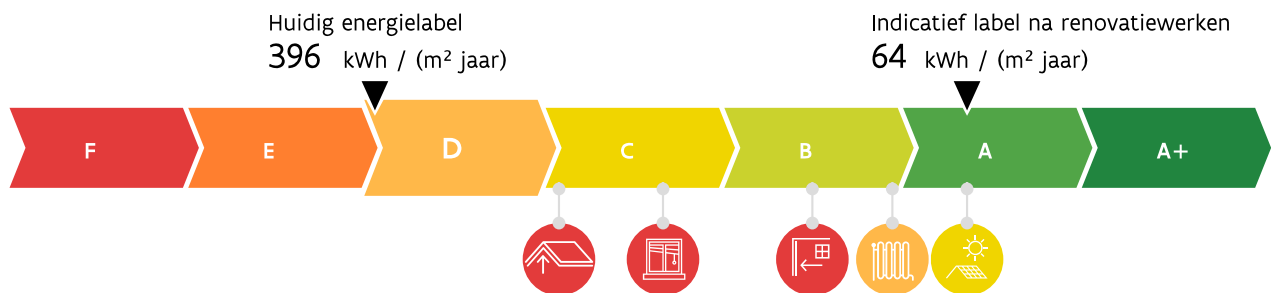 Huidig energielabel
396 kWh / (m² jaar)
Indicatief label na renovatiewerken
64 kWh / (m² jaar)
F E D C B A A+